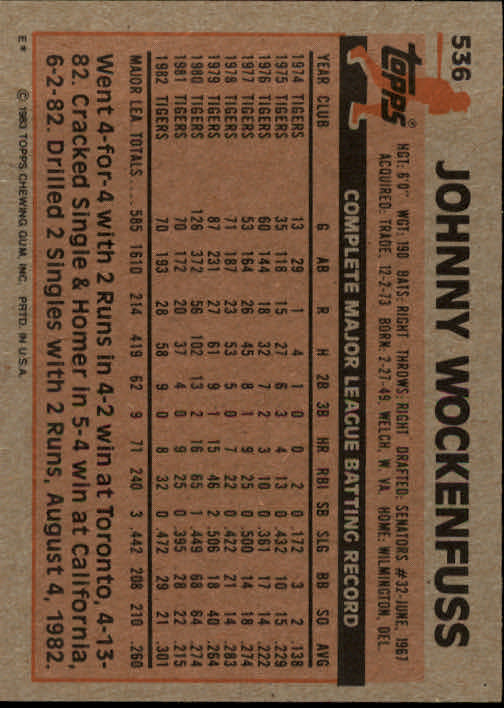 536
JOHNNY WOCKENFUSS
topps®
HGT: 6'0" WGT: 190 BATS: RIGHT THROWS: RIGHT DRAFTED: SENATORS #32-JUNE, 1967
ACQUIRED: TRADE, 12-2-73 BORN: 2-27-49, WELCH, W. VA. HOME: WILMINGTON, DEL.
COMPLETE MAJOR LEAGUE BATTING RECORD
YEAR CLUB G AB R H 2B 3B HR RBI SB SLG BB SO AVG
1974 TIGERS 13 29 1 4 1 0 0 2 0 .172 3 2 .138
1975 TIGERS 35 118 15 27 6 3 4 13 0 .432 10 15 .229
1976 TIGERS 60 144 18 32 7 2 3 10 0 .361 17 14 .222
1977 TIGERS 53 164 26 45 8 1 9 25 0 .500 14 18 .274
1978 TIGERS 71 187 23 53 5 0 7 22 0 .422 21 14 .283
1979 TIGERS 87 231 27 61 9 1 15 46 2 .506 18 40 .264
1980 TIGERS 126 372 56 102 13 2 16 65 1 .449 68 64 .274
1981 TIGERS 70 172 20 37 4 0 9 25 0 .395 28 22 .215
1982 TIGERS 70 193 28 58 9 0 8 32 0 .472 29 21 .301
MAJOR LEA TOTALS ..... 585 1610 214 419 62 9 71 240 3 .442 208 210 .260
Went 4-for-4 with 2 Runs in 4-2 win at Toronto, 4-13-
82. Cracked Single & Homer in 5-4 win at California,
6-2-82. Drilled 2 Singles with 2 Runs, August 4, 1982.
E* © 1983 TOPPS CHEWING GUM, INC. PRTD. IN U.S.A.